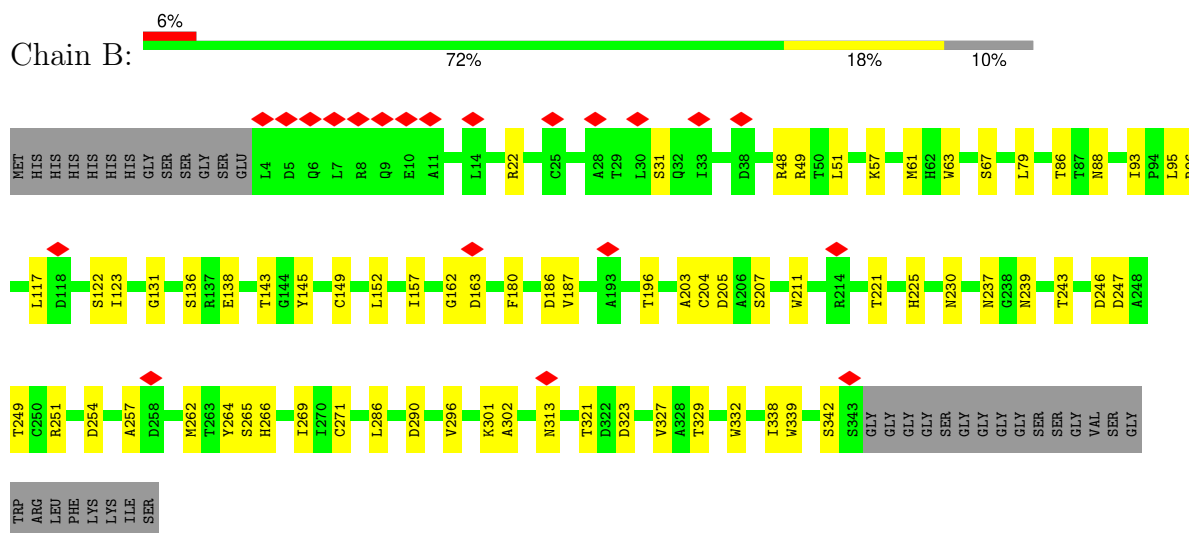 6%
Chain B:
72% 18% 10%
MET HIS HIS HIS HIS HIS HIS GLY SER SER GLY SER GLU L4 D5 Q6 L7 R8 Q9 E10 A11 L14 R22 C25 A28 T29 L30 S31 Q32 I33 D38 R48 R49 T50 L51 K57 M61 H62 W63 S67 L79 T86 T87 N88 I93 P94 L95
L117 D118 S122 I123 G131 S136 R137 E138 T143 G144 Y145 C149 L152 I157 G162 D163 F180 D186 V187 A193 T196 A203 C204 D205 A206 S207 W211 R214 T221 H225 N230 N237 G238 N239 T243 D246 D247 A248
T249 C250 R251 D254 A257 D258 M262 T263 Y264 S265 H266 I269 I270 C271 L286 D290 V296 K301 A302 N313 T321 D322 D323 V327 A328 T329 W332 I338 W339 S342 S343 GLY GLY GLY GLY SER GLY GLY GLY GLY SER SER GLY VAL SER GLY
TRP ARG LEU PHE LYS LYS ILE SER